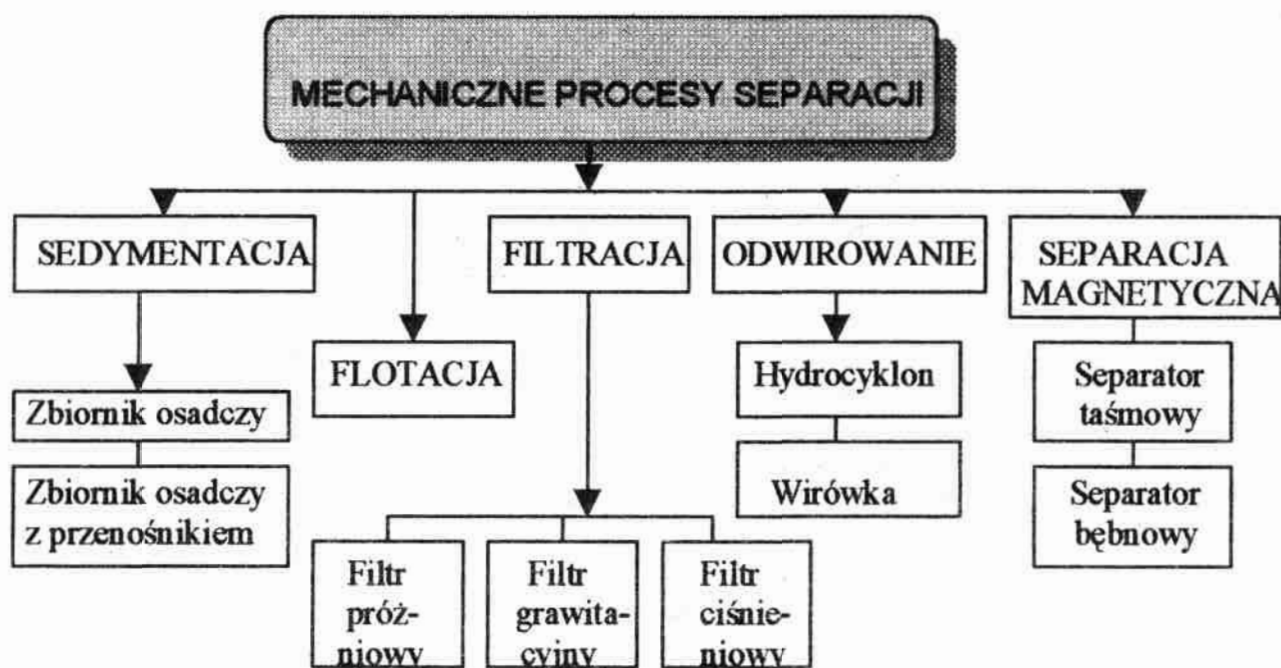 MECHANICZNE PROCESY SEPARACJI
SEDYMENTACJA
FLOTACJA
FILTRACJA
ODWIROWANIE
SEPARACJA
MAGNETYCZNA
Zbiornik osadczy
Zbiornik osadczy
z przenośnikiem
Filtr
próż-
niowy
Filtr
grawita-
cyjny
Filtr
ciśnie-
niowy
Hydrocyklon
Wirówka
Separator
taśmowy
Separator
bębnowy